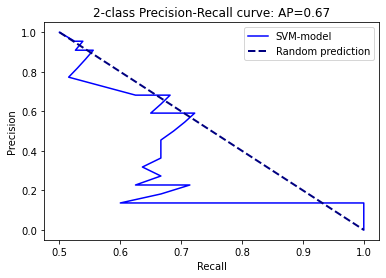 2-class Precision-Recall curve: AP=0.67
SVM-model
Random prediction
Precision
1.0
0.8
0.6
0.4
0.2
0.0
0.5 0.6 0.7 0.8 0.9 1.0
Recall